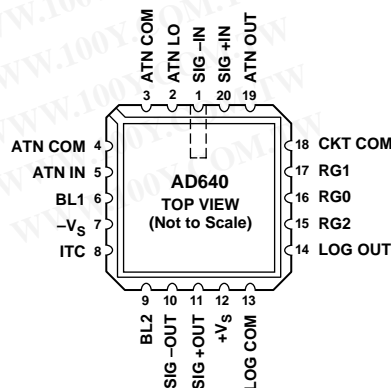 ATN COM
ATN LO
SIG –IN
SIG +IN
ATN OUT
3 2 1 20 19
ATN COM 4
ATN IN 5
BL1 6
–VS 7
ITC 8
18 CKT COM
17 RG1
16 RG0
15 RG2
14 LOG OUT
AD640
TOP VIEW
(Not to Scale)
9 10 11 12 13
BL2
SIG –OUT
SIG +OUT
+VS
LOG COM